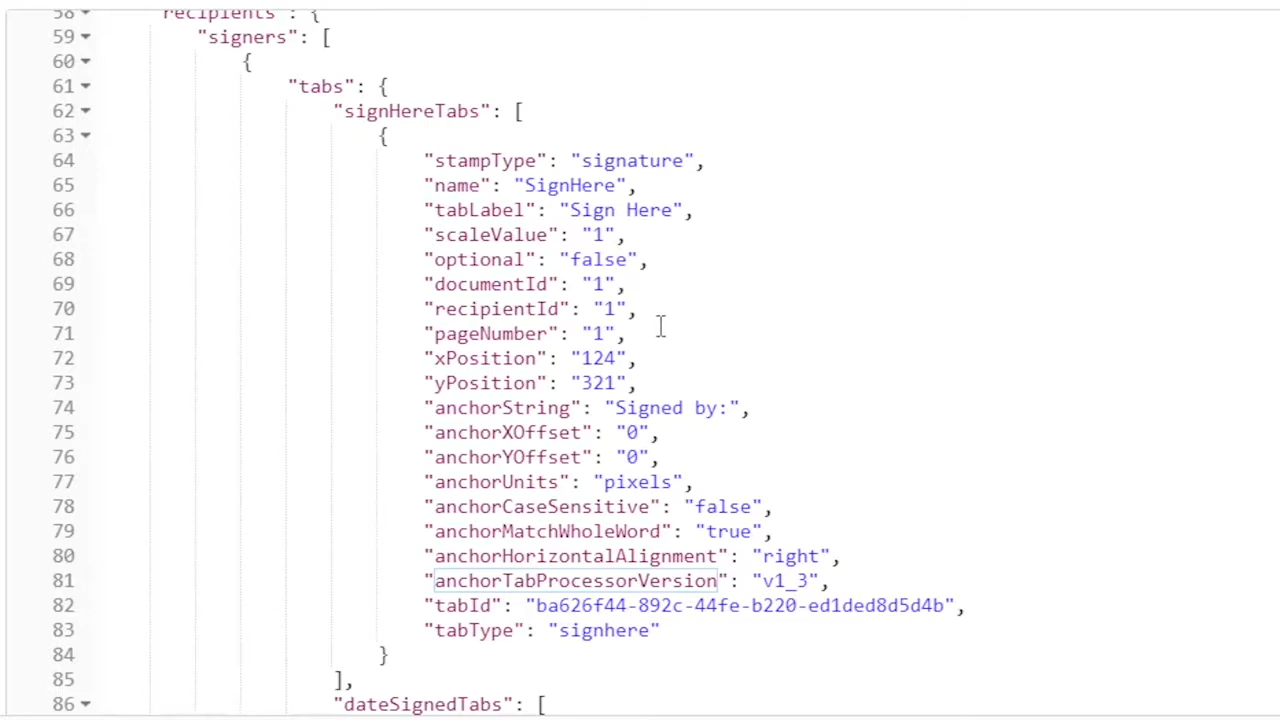 58 recipients": {
59 "signers": [
60 {
61 "tabs": {
62 "signHereTabs": [
63 {
64 "stampType": "signature",
65 "name": "SignHere",
66 "tabLabel": "Sign Here",
67 "scaleValue": "1",
68 "optional": "false",
69 "documentId": "1",
70 "recipientId": "1",
71 "pageNumber": "1",
72 "xPosition": "124",
73 "yPosition": "321",
74 "anchorString": "Signed by:",
75 "anchorXOffset": "0",
76 "anchorYOffset": "0",
77 "anchorUnits": "pixels",
78 "anchorCaseSensitive": "false",
79 "anchorMatchWholeWord": "true",
80 "anchorHorizontalAlignment": "right",
81 "anchorTabProcessorVersion": "v1_3",
82 "tabId": "ba626f44-892c-44fe-b220-ed1ded8d5d4b",
83 "tabType": "signhere"
84 }
85 ],
86 "dateSignedTabs": [